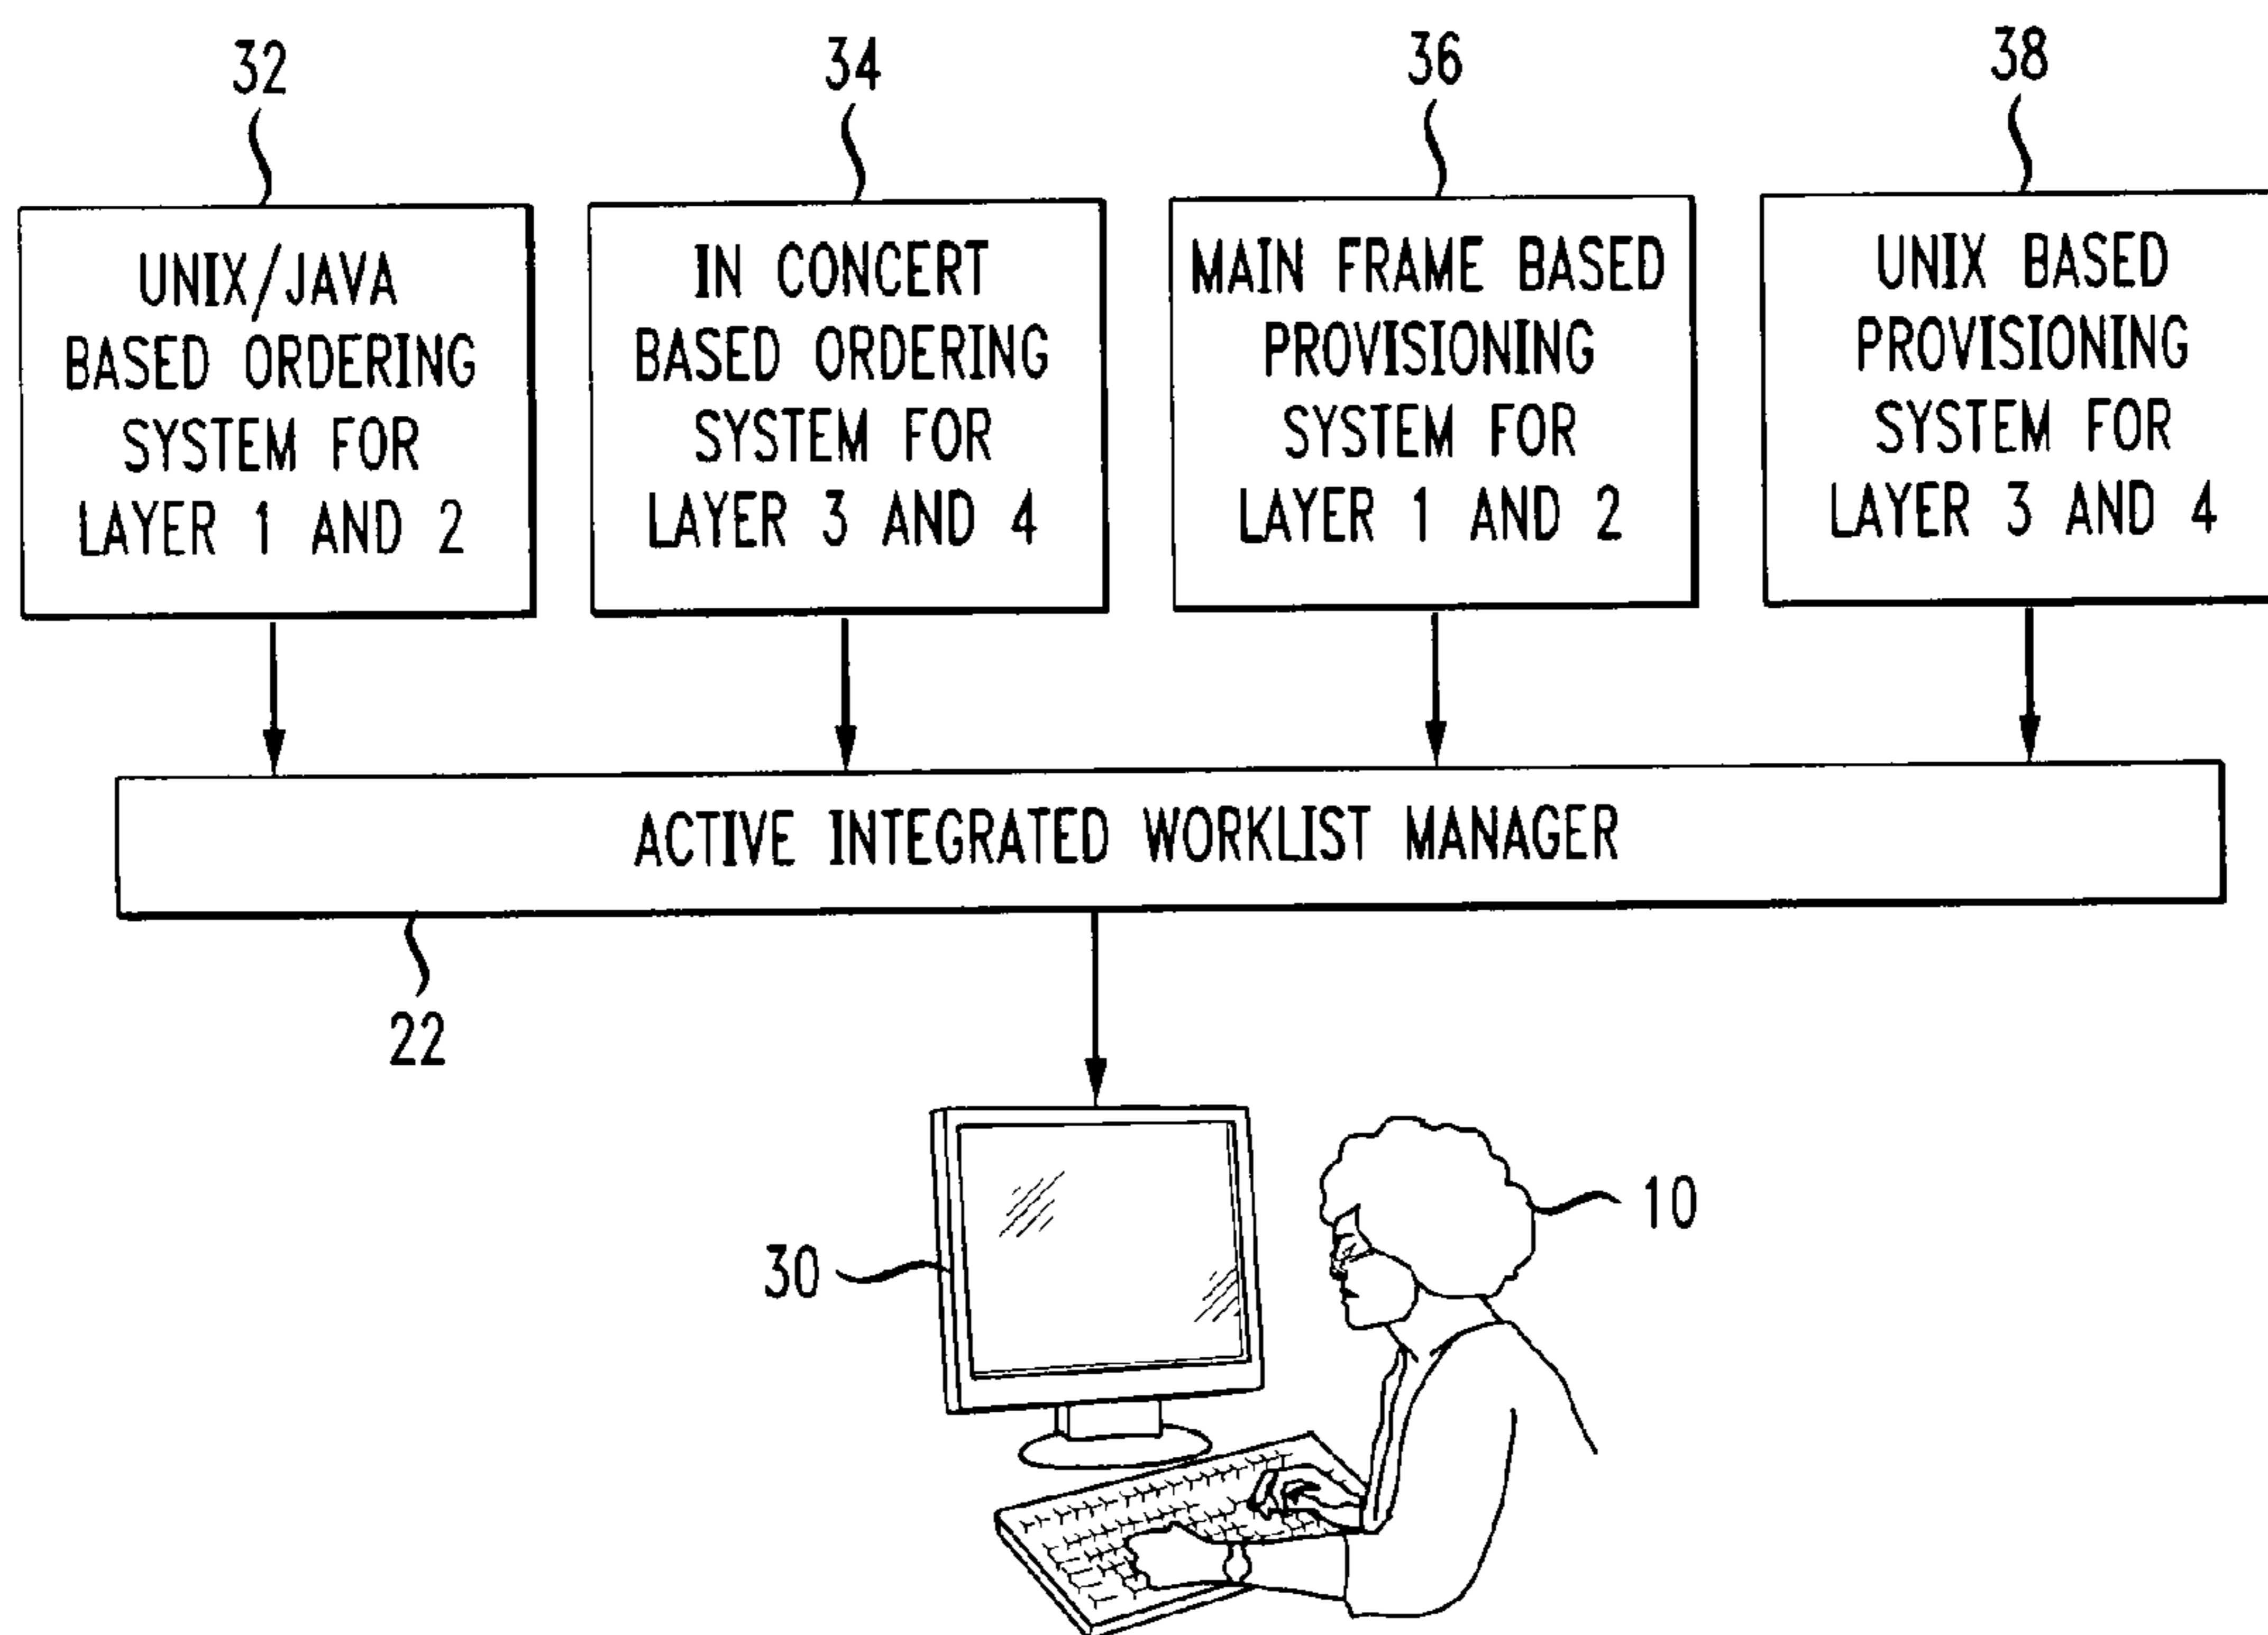 32
34
36
38
UNIX/JAVA
BASED ORDERING
SYSTEM FOR
LAYER 1 AND 2
IN CONCERT
BASED ORDERING
SYSTEM FOR
LAYER 3 AND 4
MAIN FRAME BASED
PROVISIONING
SYSTEM FOR
LAYER 1 AND 2
UNIX BASED
PROVISIONING
SYSTEM FOR
LAYER 3 AND 4
ACTIVE INTEGRATED WORKLIST MANAGER
22
10
30